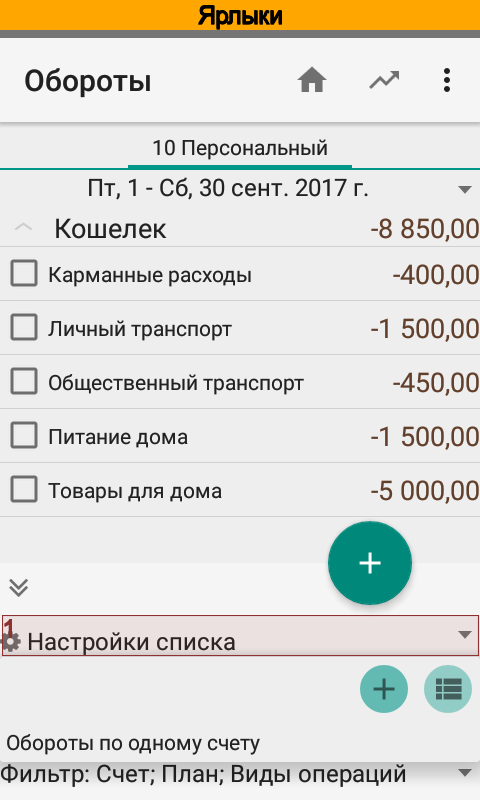 Ярлыки
Обороты
10 Персональный
Пт, 1 - Сб, 30 сент. 2017 г.
Кошелек -8 850,00
Карманные расходы -400,00
Личный транспорт -1 500,00
Общественный транспорт -450,00
Питание дома -1 500,00
Товары для дома -5 000,00
+
1
Настройки списка
+
Обороты по одному счету
Фильтр: Счет; План; Виды операций